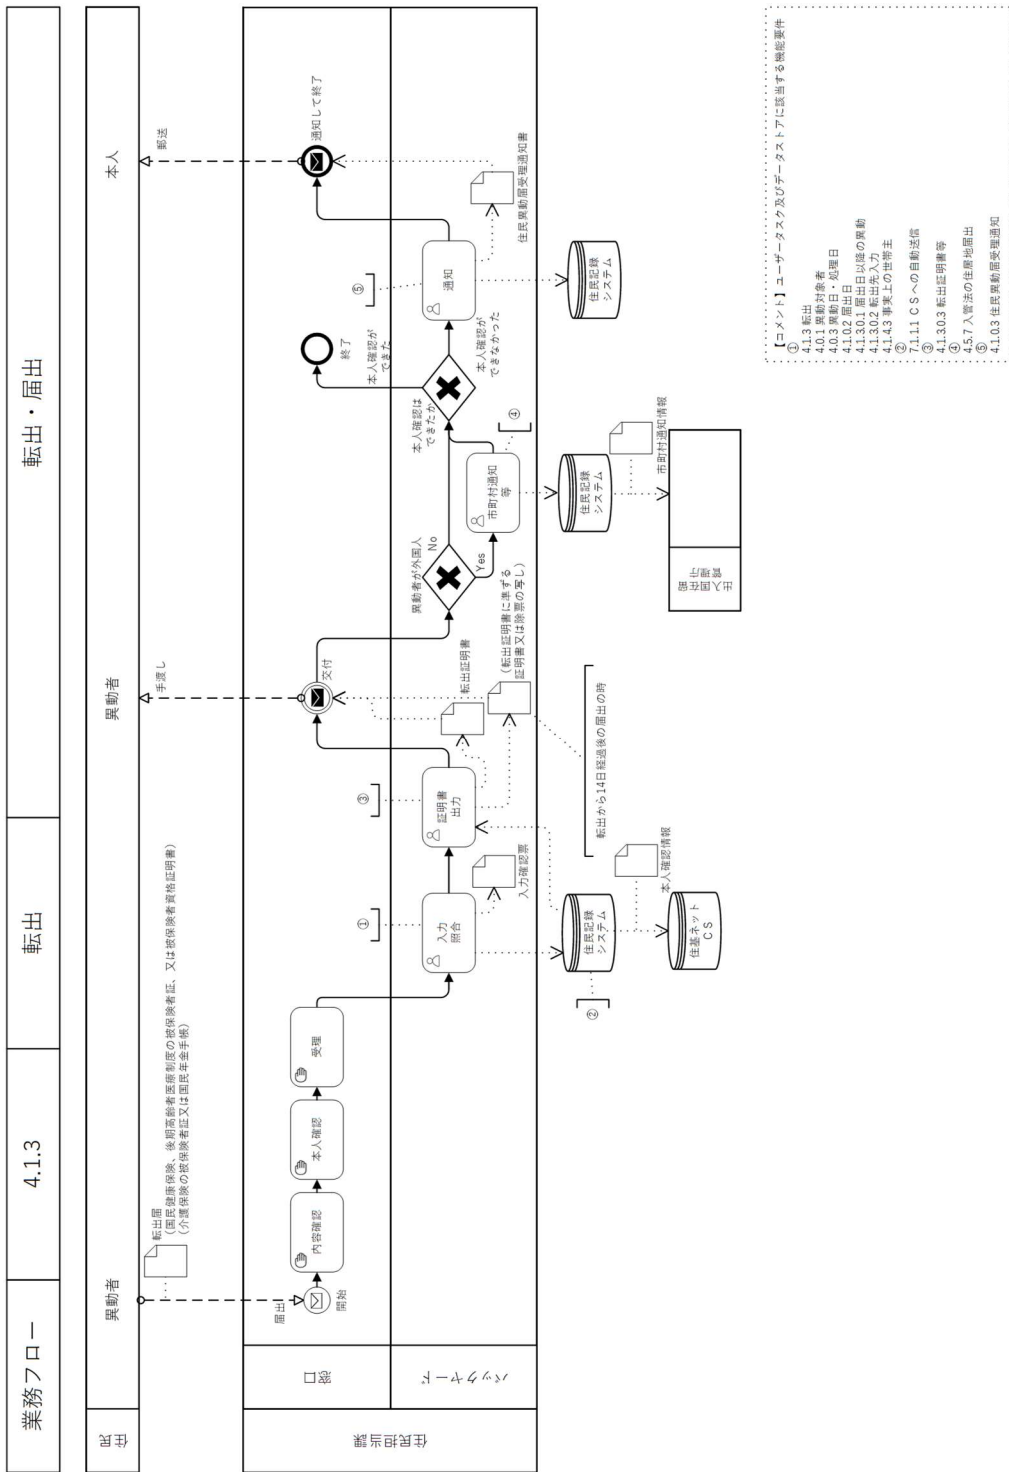 業務フロー
4.1.3
転出
転出・届出
住民
異動者
異動者
本人
転出届
（国民健康保険、後期高齢者医療制度の被保険者証、又は被保険者資格証明書）
（介護保険の被保険者証又は国民年金手帳）
手渡し
郵送
住民担当課
窓口
届出
開始
内容確認
本人確認
受理
交付
終了
通知して終了
バックヤード
①
入力
照合
入力確認票
③
証明書
出力
転出証明書
（転出証明書に準ずる
証明書又は除票の写し）
異動者が外国人
No
Yes
市町村通知
等
④
本人確認は
できたか
本人確認が
できた
本人確認が
できなかった
⑤
通知
住民異動届受理通知書
②
住民記録
システム
本人確認情報
住基ネット
CS
転出から14日経過後の届出の時
住民記録
システム
市町村通知情報
出入国在留
管理庁
住民記録
システム
【コメント】ユーザータスク及びデータストアに該当する機能要件
①
4.1.3 転出
4.0.1 異動対象者
4.0.3 異動日・処理日
4.1.0.2 届出日
4.1.3.0.1 届出日以降の異動
4.1.3.0.2 転出先入力
4.1.4.3 事実上の世帯主
②
7.1.1.1 CSへの自動送信
③
4.1.3.0.3 転出証明書等
④
4.5.7 入管法の住居地届出
⑤
4.1.0.3 住民異動届受理通知